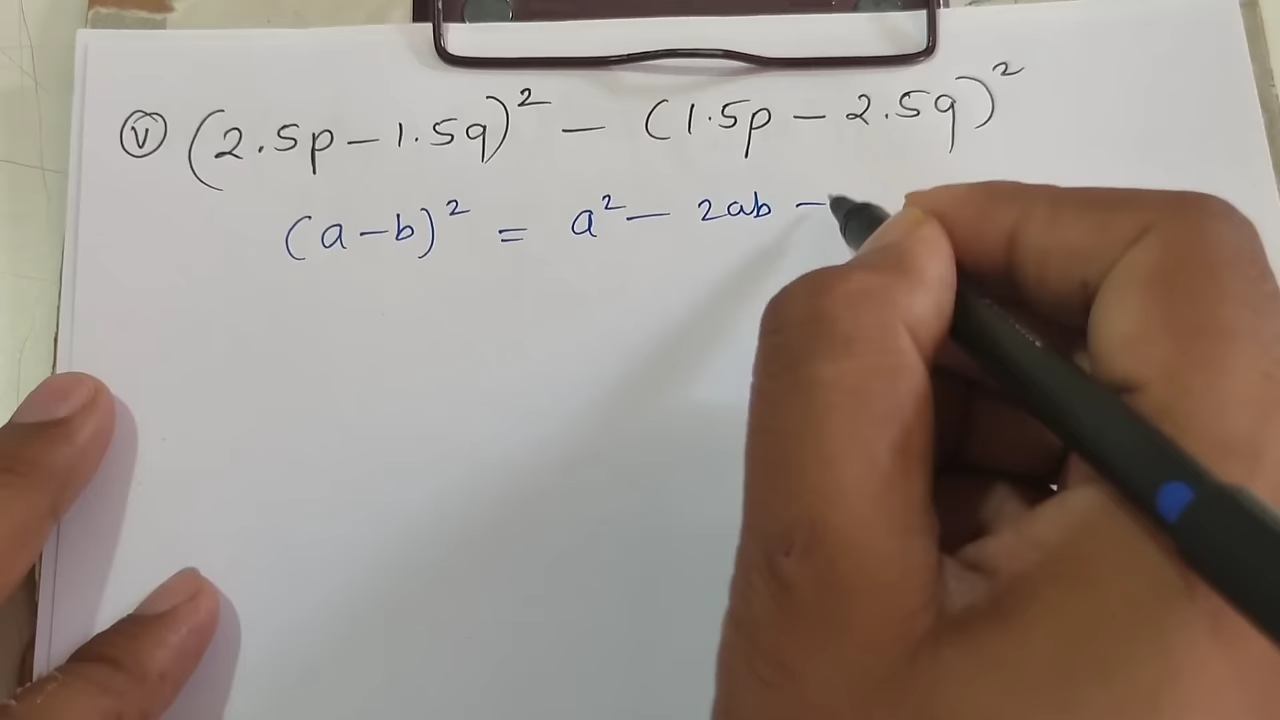 ⓥ (2.5p - 1.5q)² - (1.5p - 2.5q)²
(a - b)² = a² - 2ab -